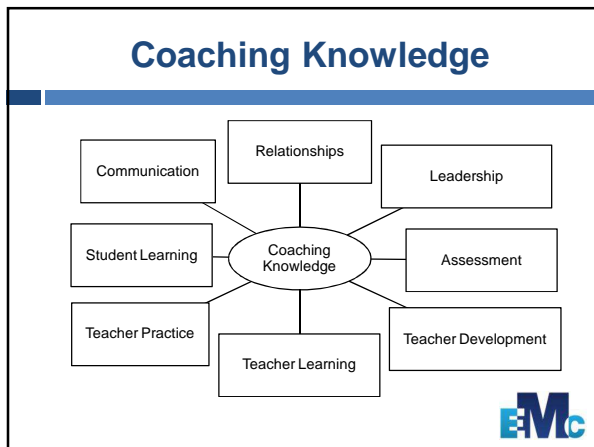 Coaching Knowledge
Relationships
Communication
Leadership
Student Learning
Coaching
Knowledge
Assessment
Teacher Practice
Teacher Development
Teacher Learning
EMC